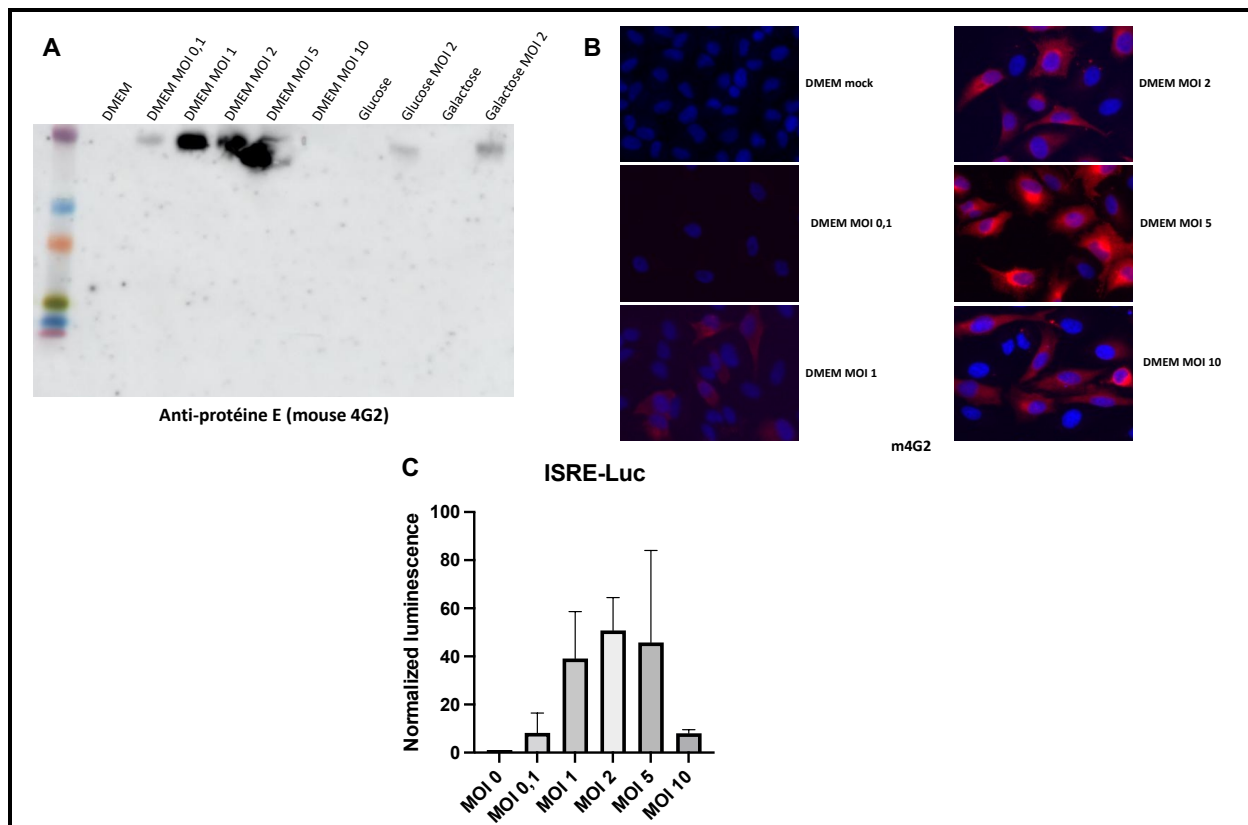 A
DMEM
DMEM MOI 0,1
DMEM MOI 1
DMEM MOI 2
DMEM MOI 5
DMEM MOI 10
Glucose
Glucose MOI 2
Galactose
Galactose MOI 2
Anti-protéine E (mouse 4G2)
B
DMEM mock
DMEM MOI 0,1
DMEM MOI 1
DMEM MOI 2
DMEM MOI 5
DMEM MOI 10
m4G2
C
ISRE-Luc
Normalized luminescence
100
80
60
40
20
0
MOI 0
MOI 0,1
MOI 1
MOI 2
MOI 5
MOI 10